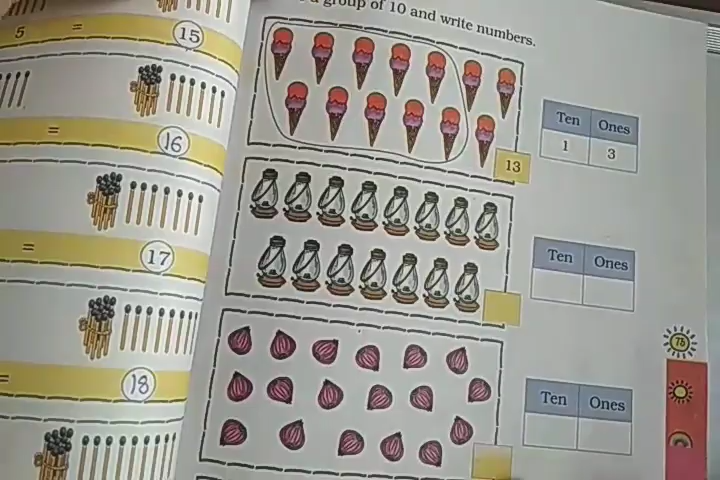 a group of 10 and write numbers.
5 = 15
= 16
= 17
= 18
13
Ten Ones
1 3
Ten Ones
Ten Ones